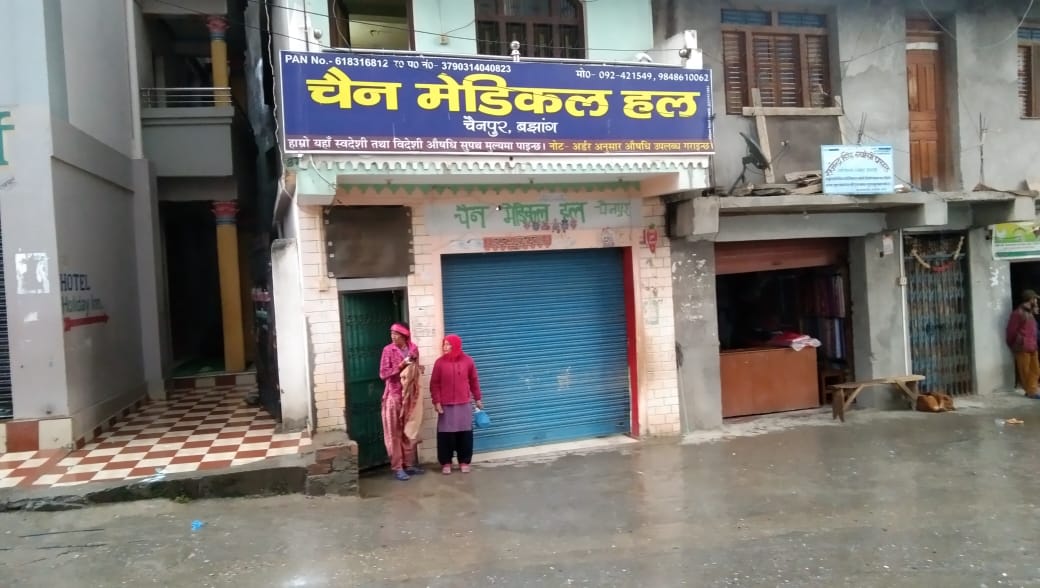 PAN No.- 618316812 द० प० नं०- 3790314040823
मो०- 092-421549, 9848610062
चैन मेडिकल हल
चैनपुर, बझांग
हाम्रो यहाँ स्वदेशी तथा विदेशी औषधि सुपथ मुल्यमा पाइन्छ। नोट- अर्डर अनुसार औषधि उपलब्ध गराइन्छ
चैन मेडिकल हल चैनपुर
HOTEL
Holiday Inn